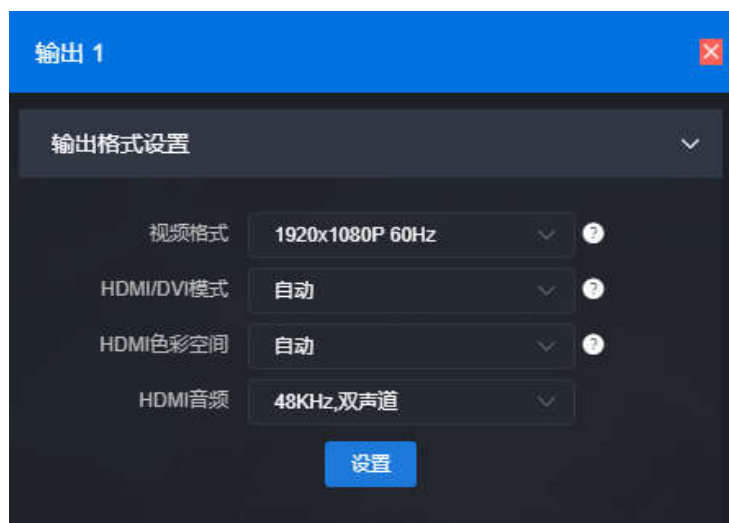 输出 1
输出格式设置
视频格式 1920x1080P 60Hz ?
HDMI/DVI模式 自动 ?
HDMI色彩空间 自动 ?
HDMI音频 48KHz,双声道
设置